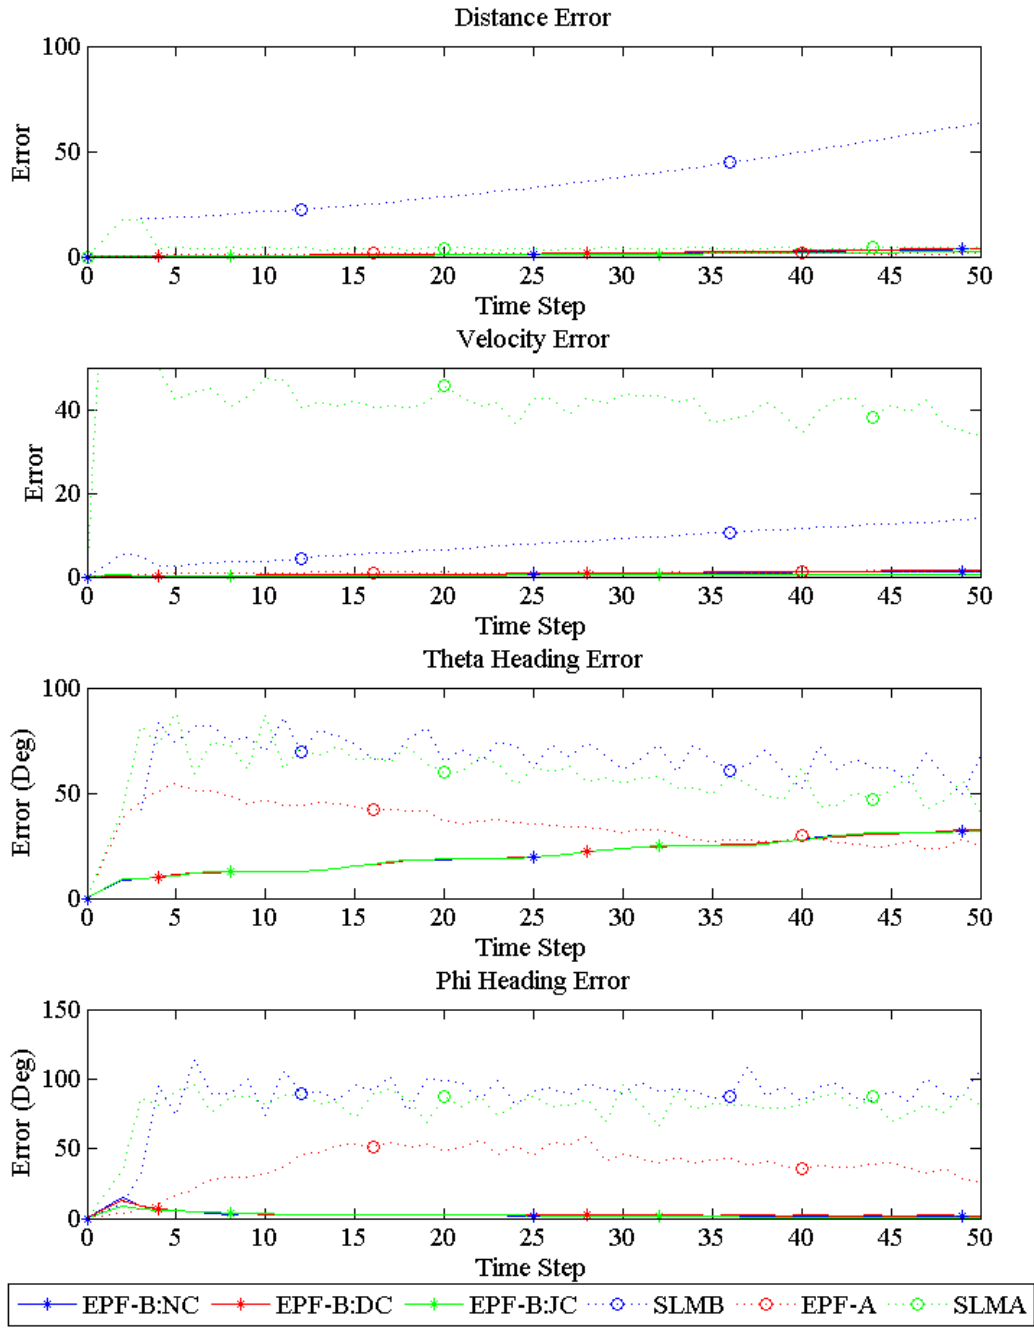 Distance Error
100
50
0
Error
0 5 10 15 20 25 30 35 40 45 50
Time Step
Velocity Error
40
20
0
Error
0 5 10 15 20 25 30 35 40 45 50
Time Step
Theta Heading Error
100
50
0
Error (Deg)
0 5 10 15 20 25 30 35 40 45 50
Time Step
Phi Heading Error
150
100
50
0
Error (Deg)
0 5 10 15 20 25 30 35 40 45 50
Time Step
EPF-B:NC EPF-B:DC EPF-B:JC SLMB EPF-A SLMA